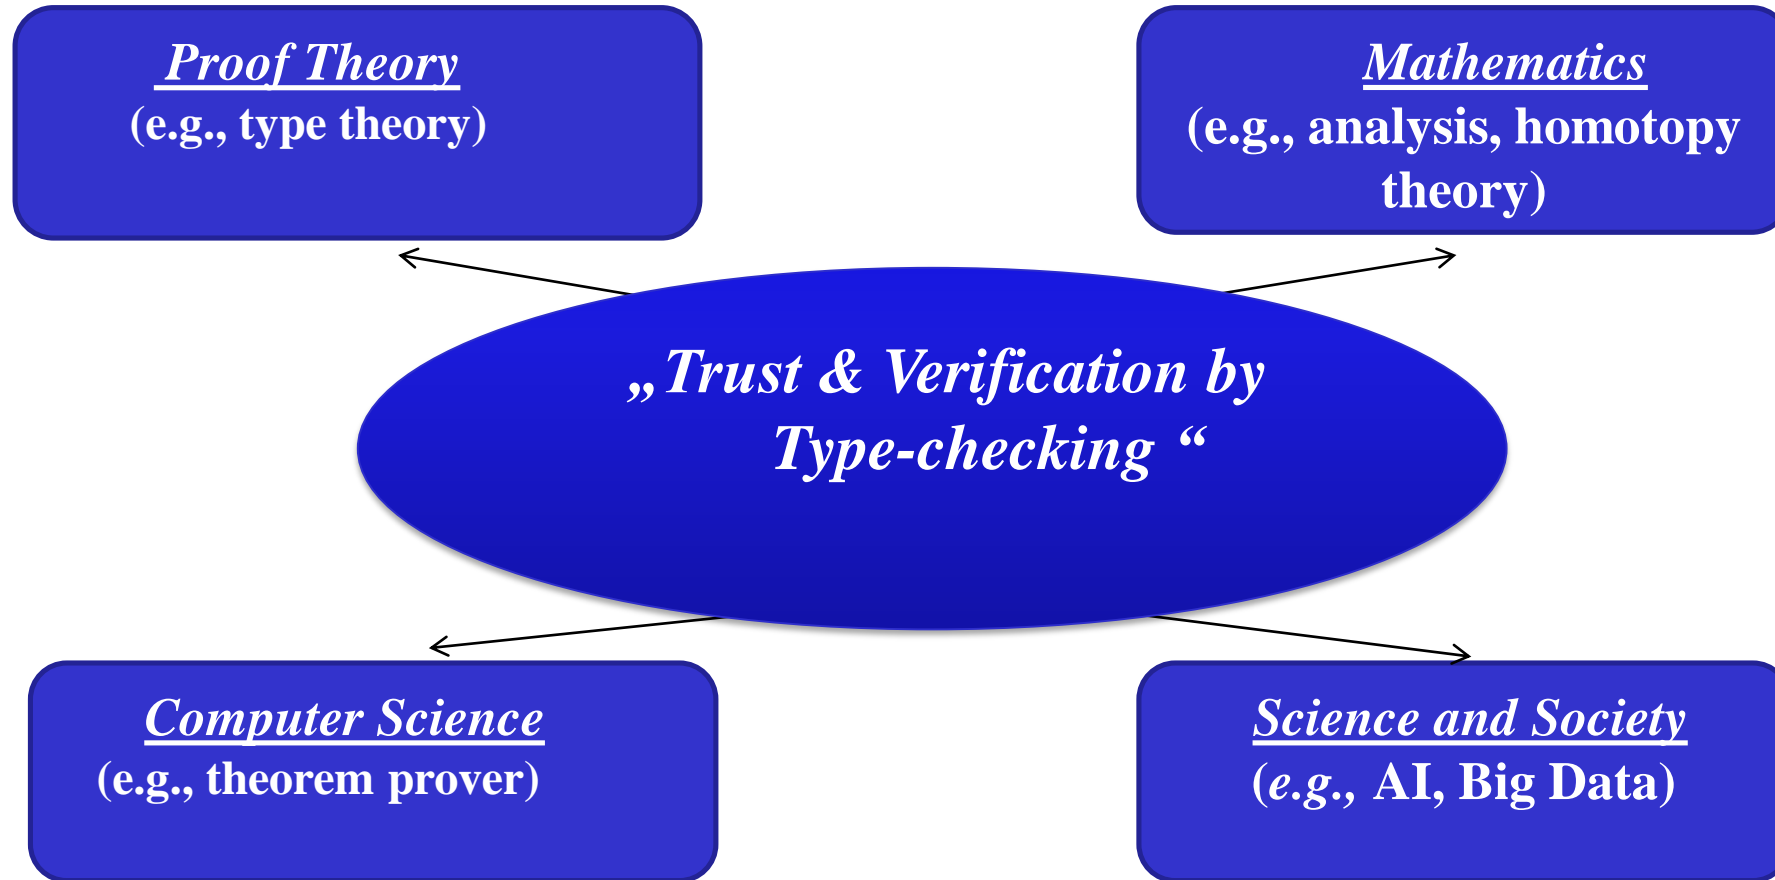 Proof Theory
(e.g., type theory)
Mathematics
(e.g., analysis, homotopy
theory)
„Trust & Verification by
Type-checking “
Computer Science
(e.g., theorem prover)
Science and Society
(e.g., AI, Big Data)